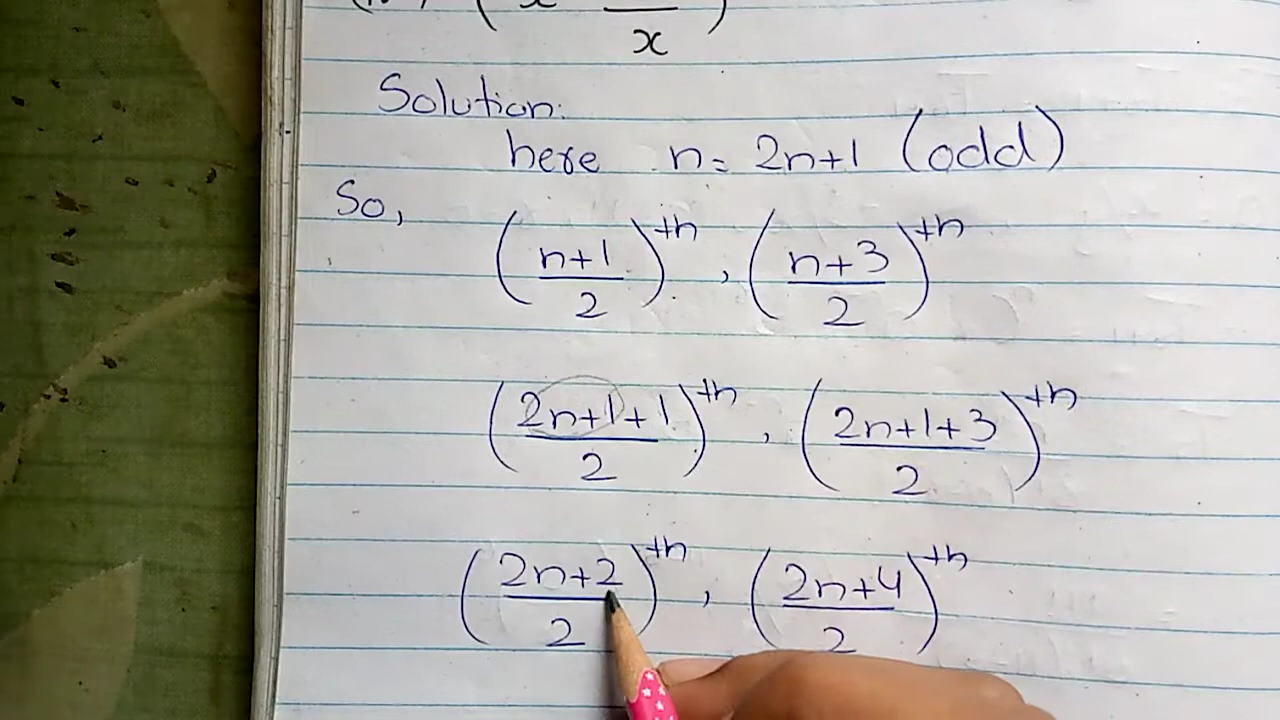 x
Solution:
here n = 2n+1 (odd)
So,
((n+1)/2)^th , ((n+3)/2)^th
((2n+1+1)/2)^th , ((2n+1+3)/2)^th
((2n+2)/2)^th , ((2n+4)/2)^th